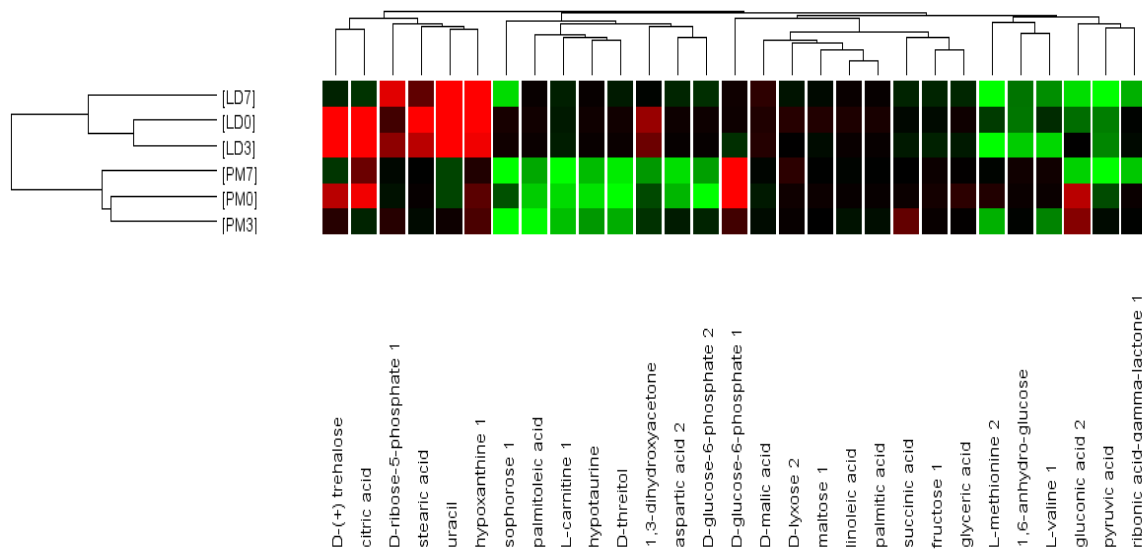 [LD7]
[LD0]
[LD3]
[PM7]
[PM0]
[PM3]
D-(+) trehalose
citric acid
D-ribose-5-phosphate 1
stearic acid
uracil
hypoxanthine 1
sophorose 1
palmitoleic acid
L-carnitine 1
hypotaurine
D-threitol
1,3-dihydroxyacetone
aspartic acid 2
D-glucose-6-phosphate 2
D-glucose-6-phosphate 1
D-malic acid
D-lyxose 2
maltose 1
linoleic acid
palmitic acid
succinic acid
fructose 1
glyceric acid
L-methionine 2
1,6-anhydro-glucose
L-valine 1
gluconic acid 2
pyruvic acid
ribonic acid-gamma-lactone 1